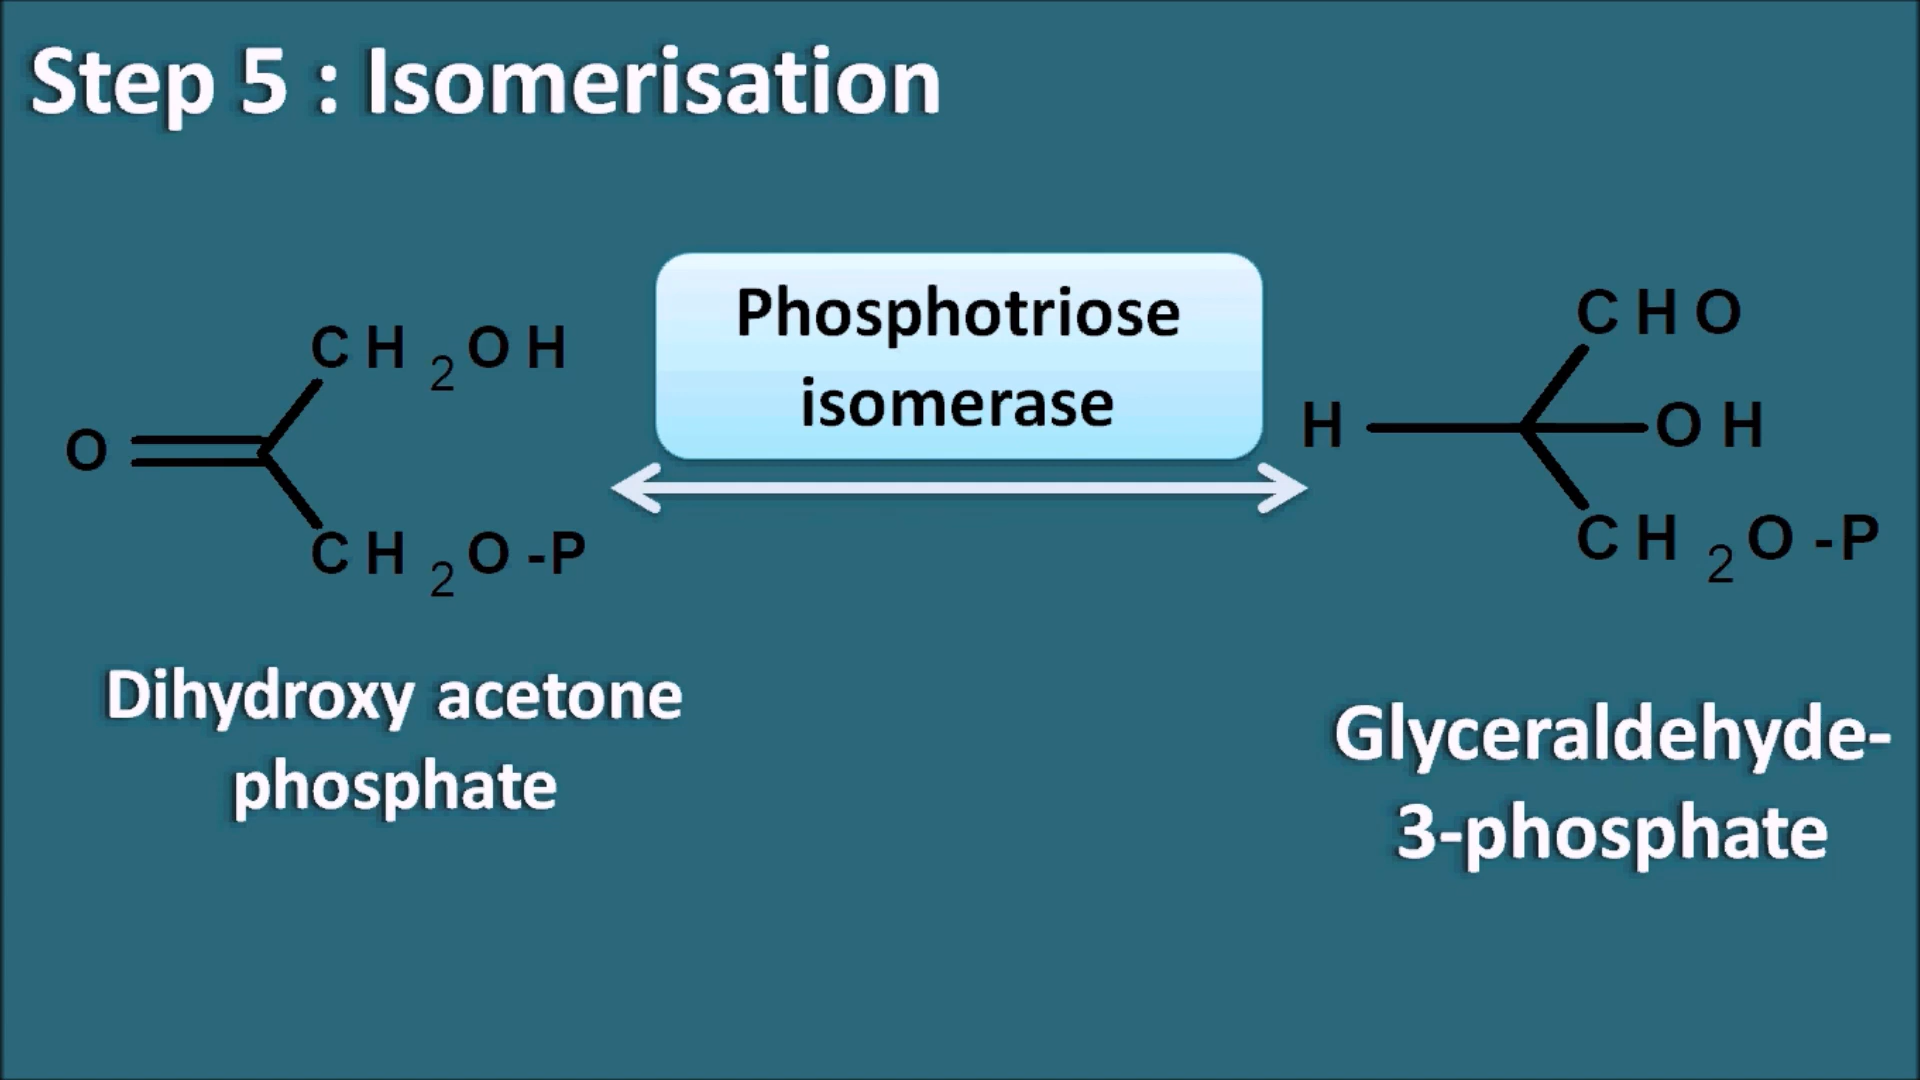 Step 5 : Isomerisation
Phosphotriose
isomerase
CH2OH
O
CH2O-P
CHO
H
OH
CH2O-P
Dihydroxy acetone
phosphate
Glyceraldehyde-
3-phosphate